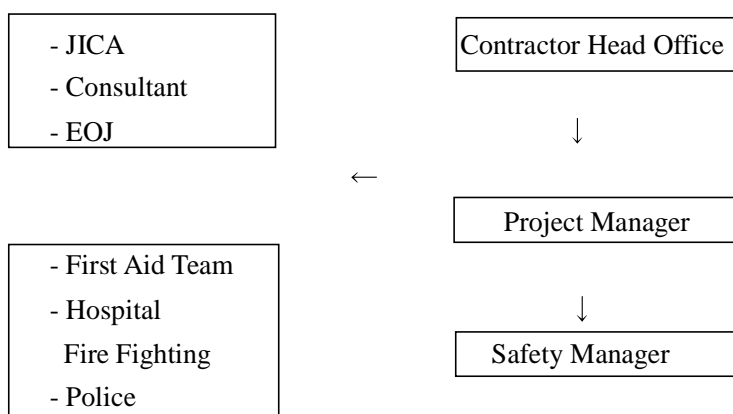 - JICA
- Consultant
- EOJ
Contractor Head Office
↓
←
Project Manager
- First Aid Team
- Hospital
Fire Fighting
- Police
↓
Safety Manager